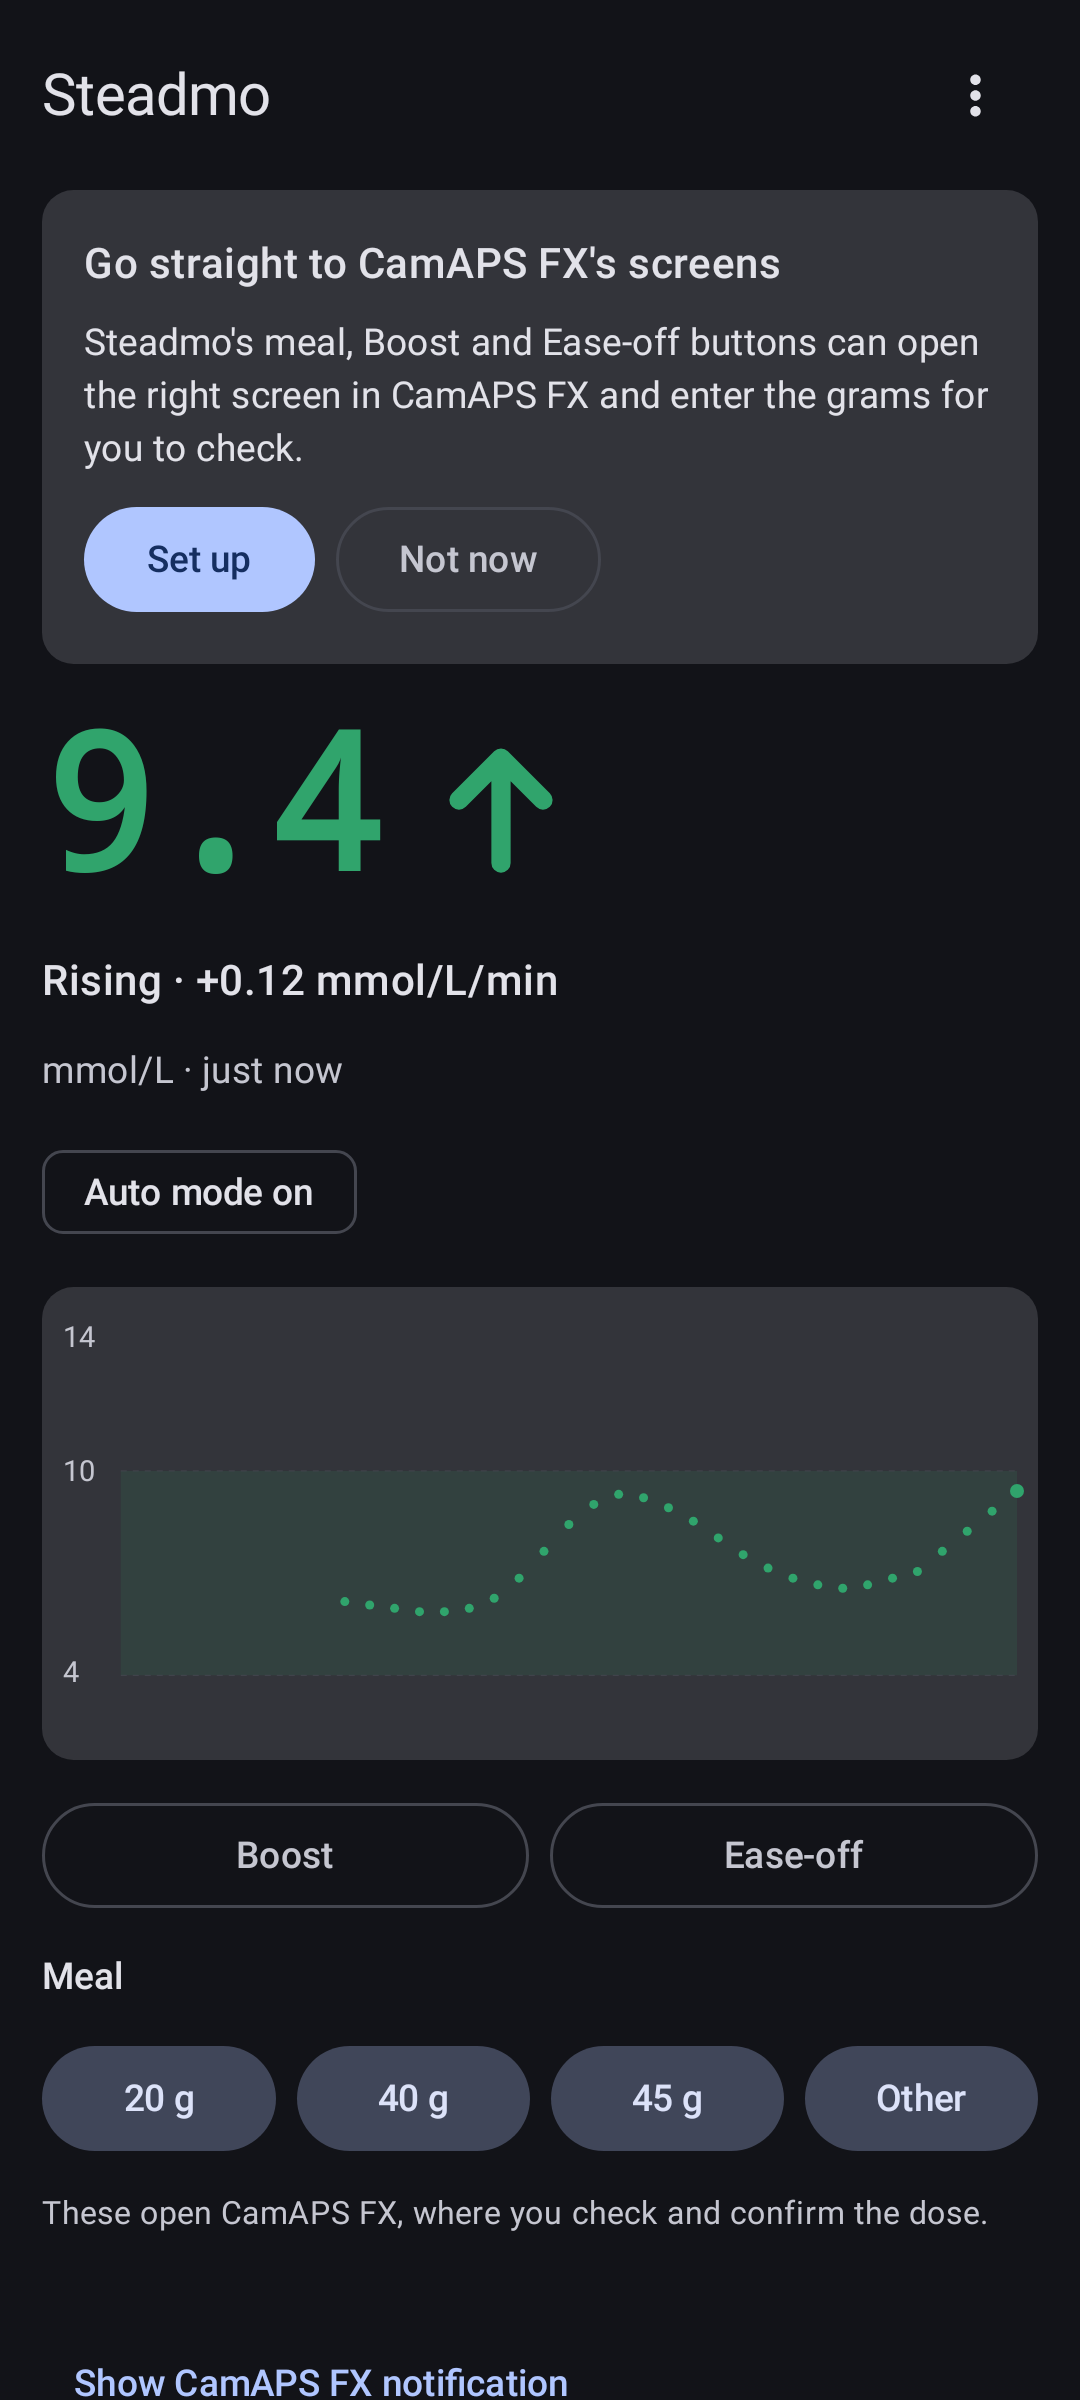 Steadmo
Go straight to CamAPS FX's screens
Steadmo's meal, Boost and Ease-off buttons can open
the right screen in CamAPS FX and enter the grams for
you to check.
Set up
Not now
9.4
Rising · +0.12 mmol/L/min
mmol/L · just now
Auto mode on
14
10
4
Boost
Ease-off
Meal
20 g
40 g
45 g
Other
These open CamAPS FX, where you check and confirm the dose.
Show CamAPS FX notification